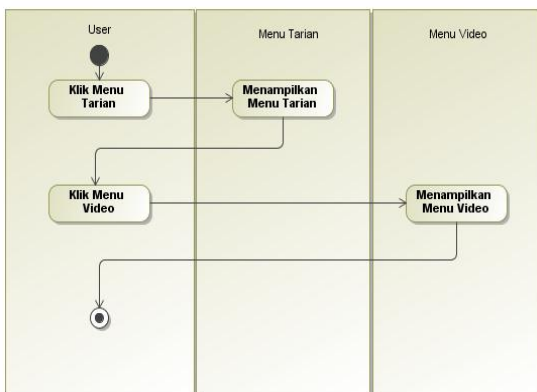 User
Menu Tarian
Menu Video
Klik Menu
Tarian
Menampilkan
Menu Tarian
Klik Menu
Video
Menampilkan
Menu Video